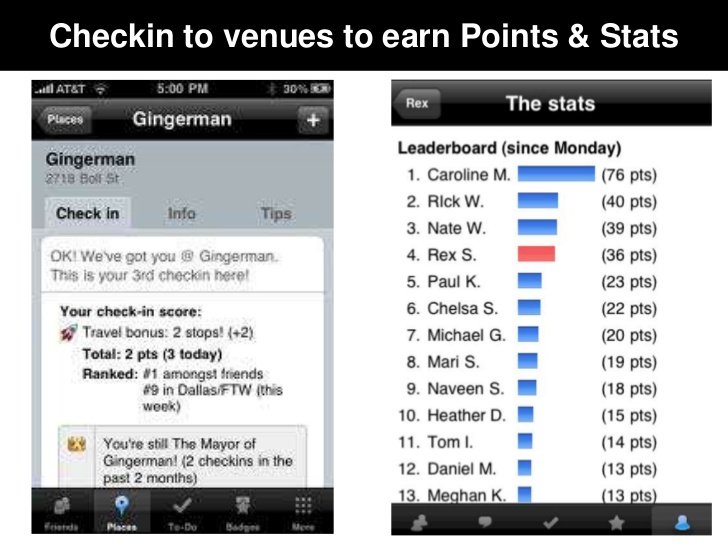 Checkin to venues to earn Points & Stats
AT&T 5:00 PM 30%
Places Gingerman +
Gingerman
2718 Boll St
Check in Info Tips
OK! We've got you @ Gingerman.
This is your 3rd checkin here!
Your check-in score:
Travel bonus: 2 stops! (+2)
Total: 2 pts (3 today)
Ranked: #1 amongst friends
#9 in Dallas/FTW (this
week)
You're still The Mayor of
Gingerman! (2 checkins in the
past 2 months)
Friends Places To-Do Badges More
Rex The stats
Leaderboard (since Monday)
1. Caroline M. (76 pts)
2. RIck W. (40 pts)
3. Nate W. (39 pts)
4. Rex S. (36 pts)
5. Paul K. (23 pts)
6. Chelsa S. (22 pts)
7. Michael G. (20 pts)
8. Mari S. (19 pts)
9. Naveen S. (18 pts)
10. Heather D. (15 pts)
11. Tom I. (14 pts)
12. Daniel M. (13 pts)
13. Meghan K. (13 pts)